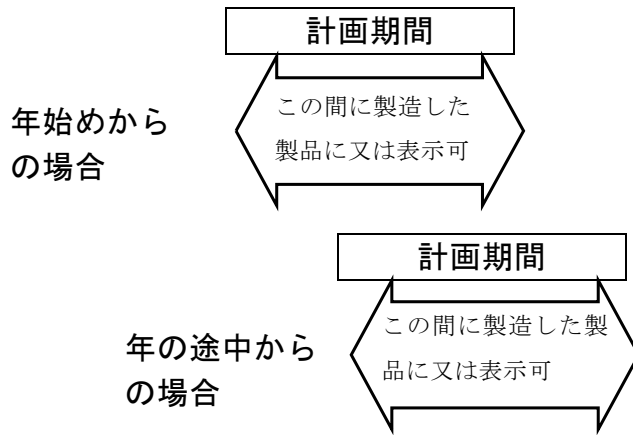 計画期間
年始めから
の場合
この間に製造した
製品に又は表示可
計画期間
年の途中から
の場合
この間に製造した製
品に又は表示可